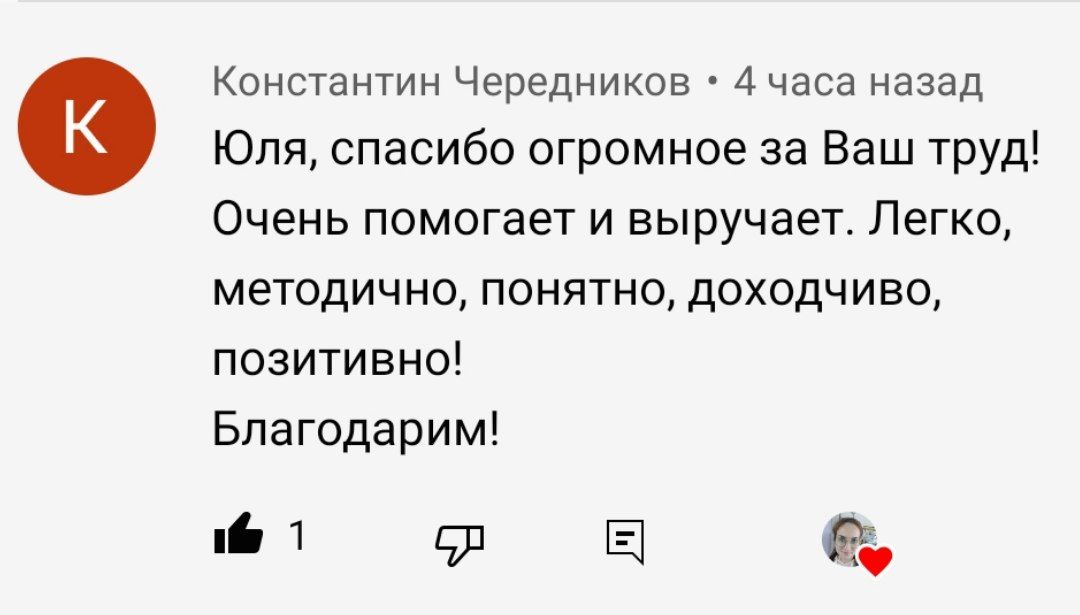 К
Константин Чередников • 4 часа назад
Юля, спасибо огромное за Ваш труд!
Очень помогает и выручает. Легко,
методично, понятно, доходчиво,
позитивно!
Благодарим!
1